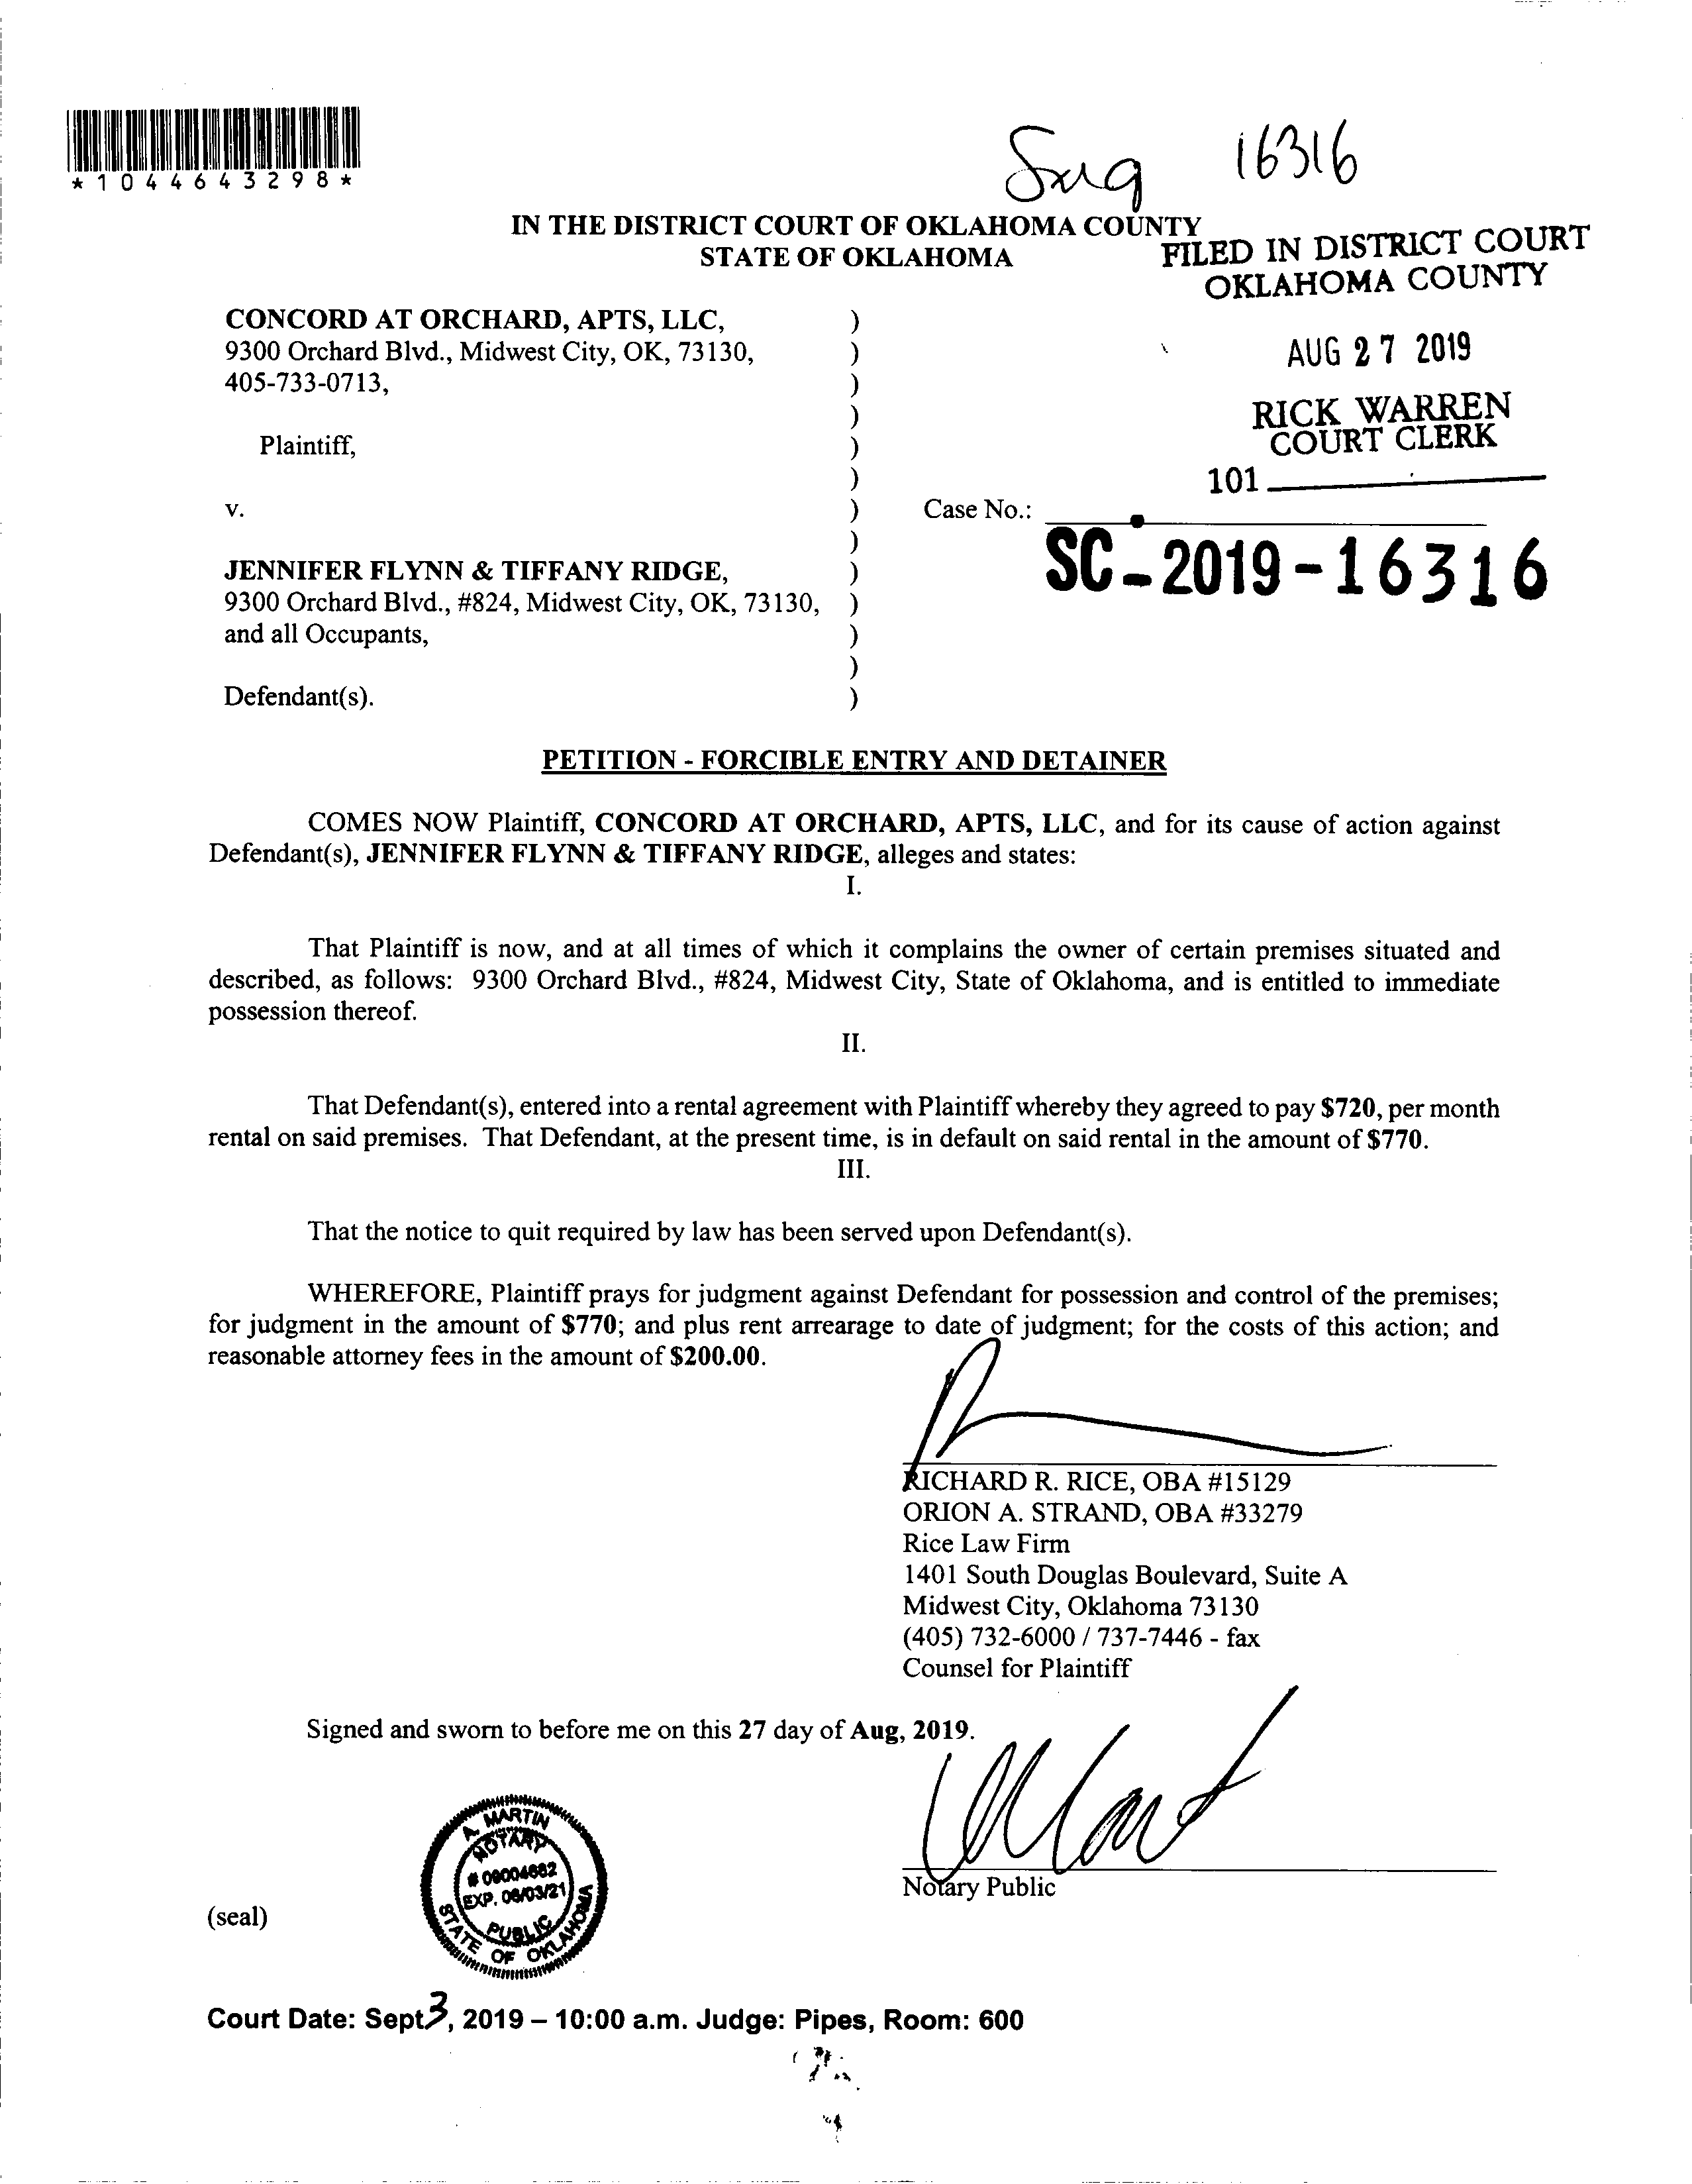 *1044643298*
16316
IN THE DISTRICT COURT OF OKLAHOMA COUNTY
STATE OF OKLAHOMA
FILED IN DISTRICT COURT
OKLAHOMA COUNTY
AUG 27 2019
RICK WARREN
COURT CLERK
101
CONCORD AT ORCHARD, APTS, LLC, )
9300 Orchard Blvd., Midwest City, OK, 73130, )
405-733-0713, )
)
Plaintiff, )
)
v. ) Case No.:
)
SC-2019-16316
JENNIFER FLYNN & TIFFANY RIDGE, )
9300 Orchard Blvd., #824, Midwest City, OK, 73130, )
and all Occupants, )
)
Defendant(s). )
PETITION - FORCIBLE ENTRY AND DETAINER
COMES NOW Plaintiff, CONCORD AT ORCHARD, APTS, LLC, and for its cause of action against
Defendant(s), JENNIFER FLYNN & TIFFANY RIDGE, alleges and states:
I.
That Plaintiff is now, and at all times of which it complains the owner of certain premises situated and
described, as follows: 9300 Orchard Blvd., #824, Midwest City, State of Oklahoma, and is entitled to immediate
possession thereof.
II.
That Defendant(s), entered into a rental agreement with Plaintiff whereby they agreed to pay $720, per month
rental on said premises. That Defendant, at the present time, is in default on said rental in the amount of $770.
III.
That the notice to quit required by law has been served upon Defendant(s).
WHEREFORE, Plaintiff prays for judgment against Defendant for possession and control of the premises;
for judgment in the amount of $770; and plus rent arrearage to date of judgment; for the costs of this action; and
reasonable attorney fees in the amount of $200.00.
RICHARD R. RICE, OBA #15129
ORION A. STRAND, OBA #33279
Rice Law Firm
1401 South Douglas Boulevard, Suite A
Midwest City, Oklahoma 73130
(405) 732-6000 / 737-7446 - fax
Counsel for Plaintiff
Signed and sworn to before me on this 27 day of Aug, 2019.
A. MARTIN
NOTARY
# 09004682
EXP. 06/03/21
PUBLIC
STATE OF OKLAHOMA
Notary Public
(seal)
Court Date: Sept 3, 2019 – 10:00 a.m. Judge: Pipes, Room: 600